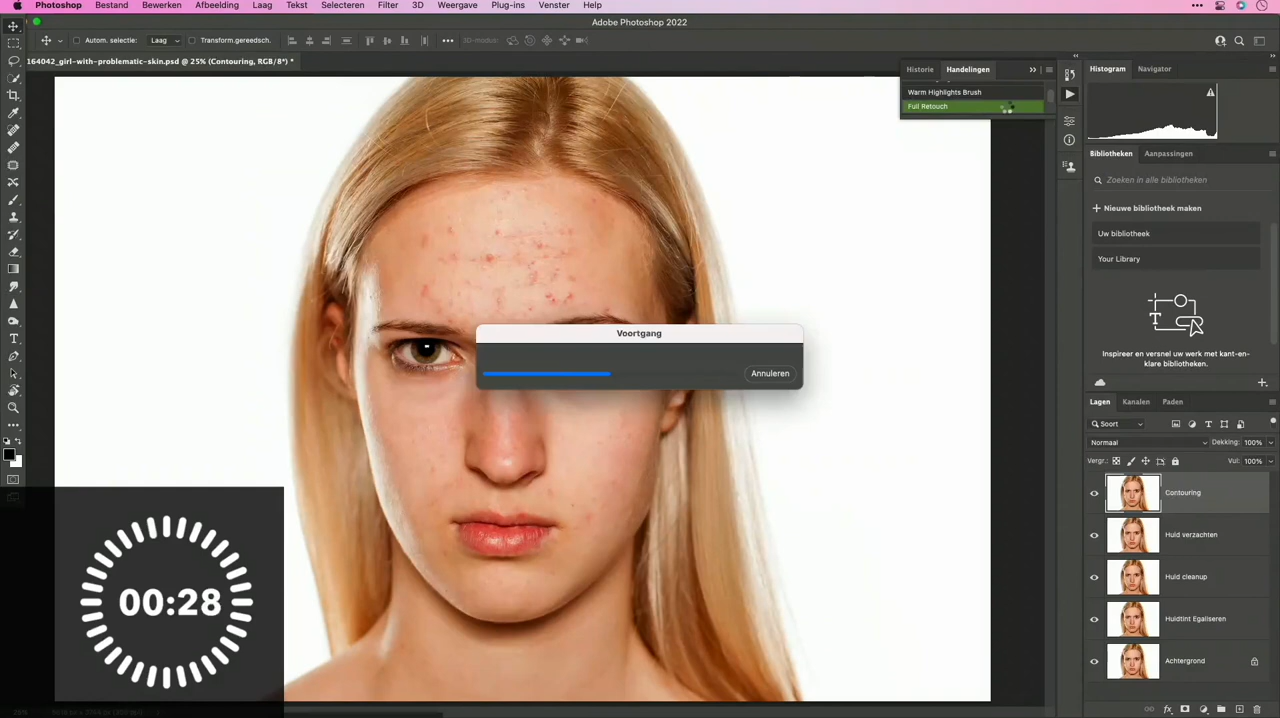 Photoshop Bestand Bewerken Afbeelding Laag Tekst Selecteren Filter 3D Weergave Plug-ins Venster Help
Adobe Photoshop 2022
Autom. selectie: Laag Transform.gereedsch. 3D-modus:
164042_girl-with-problematic-skin.psd @ 25% (Contouring, RGB/8*) *
Historie Handelingen
Warm Highlights Brush
Full Retouch
Histogram Navigator
Bibliotheken Aanpassingen
Zoeken in alle bibliotheken
Nieuwe bibliotheek maken
Uw bibliotheek
Your Library
Inspireer en versnel uw werk met kant-en-
klare bibliotheken.
Voortgang
Annuleren
Lagen Kanalen Paden
Soort
Normaal Dekking: 100%
Vergr.: Vul: 100%
Contouring
Huid verzachten
Huid cleanup
Huidtint Egaliseren
Achtergrond
00:28